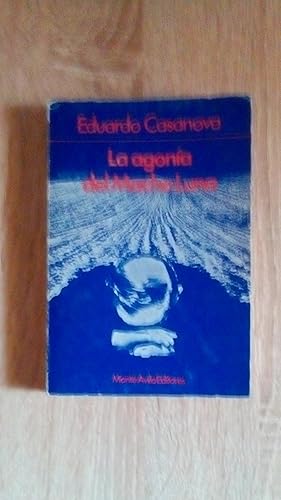 Eduardo Casanova
La agonía
del Macho Luna
Monte Avila Editores